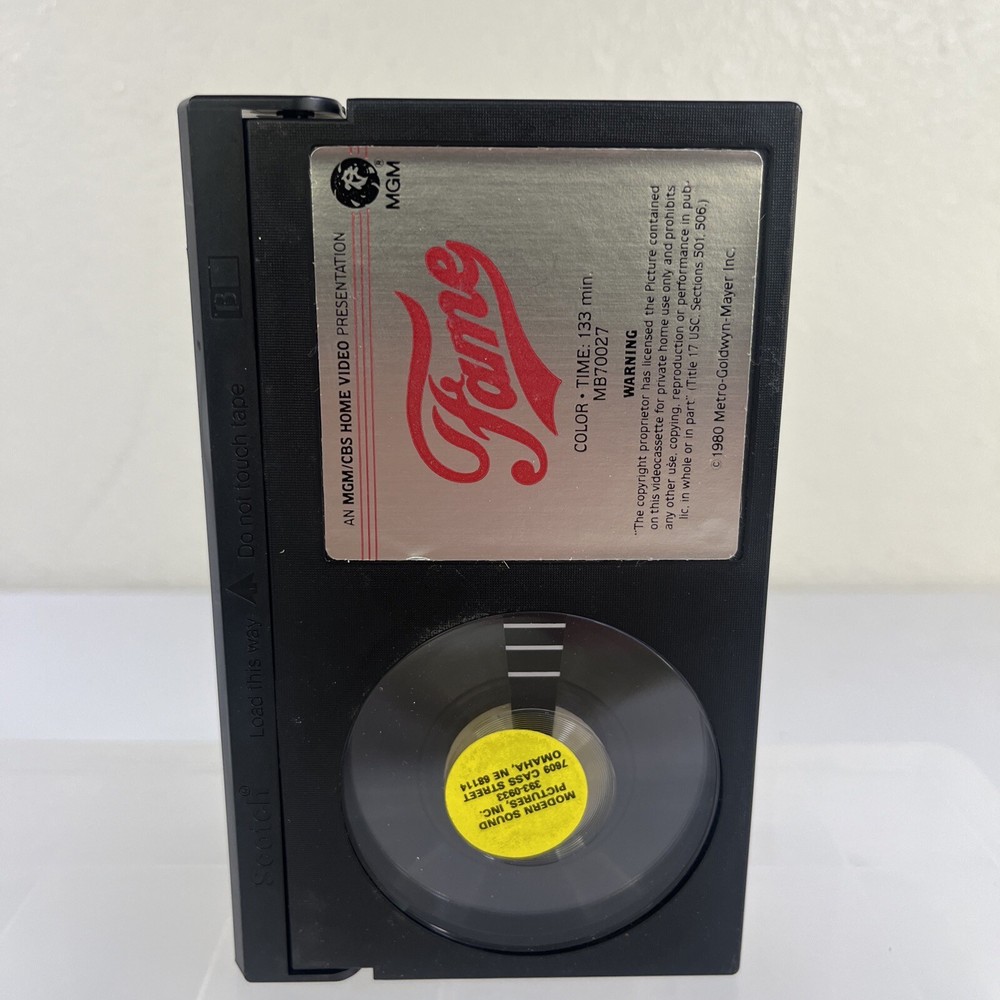 MGM
AN MGM/CBS HOME VIDEO PRESENTATION
Fame
COLOR • TIME: 133 min.
MB70027
WARNING
"The copyright proprietor has licensed the Picture contained
on this videocassette for private home use only and prohibits
any other use, copying, reproduction or performance in pub-
lic, in whole or in part" (Title 17 USC, Sections 501, 506.)
©1980 Metro-Goldwyn-Mayer Inc.
B
Scotch®
Load this way
Do not touch tape
MODERN SOUND
PICTURES, INC.
393-0933
7609 CASS STREET
OMAHA, NE 68114